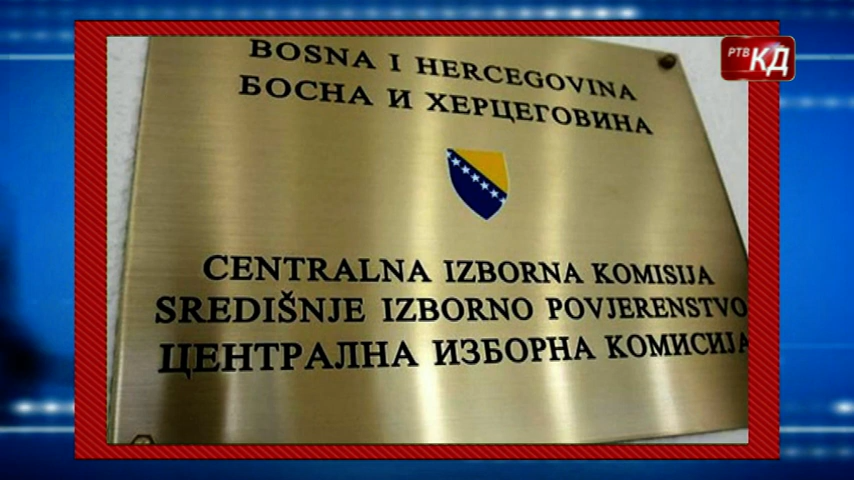 BOSNA I HERCEGOVINA
РТВ КД
БОСНА И ХЕРЦЕГОВИНА
CENTRALNA IZBORNA KOMISIJA
SREDIŠNJE IZBORNO POVJERENSTVO
ЦЕНТРАЛНА ИЗБОРНА КОМИСИЈА